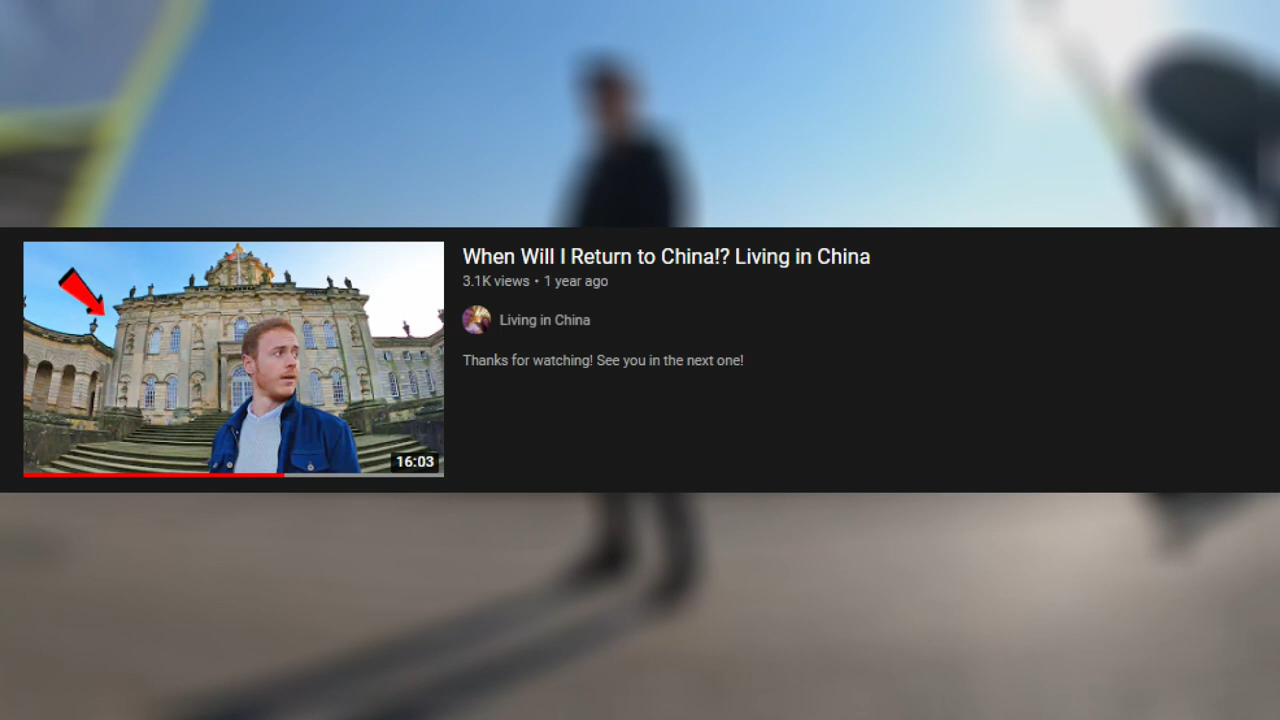 When Will I Return to China!? Living in China
3.1K views • 1 year ago
Living in China
Thanks for watching! See you in the next one!
16:03